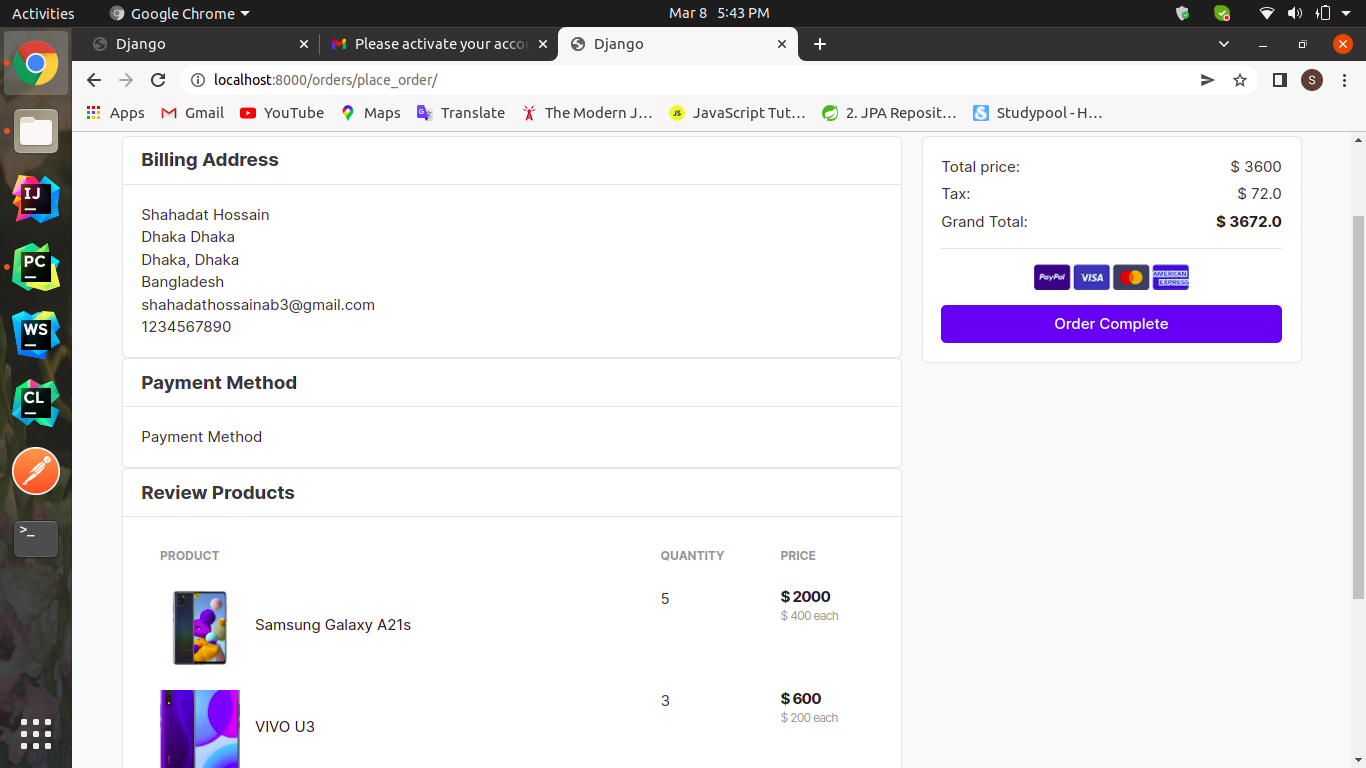 Activities
Google Chrome
Mar 8 5:43 PM
Django
Please activate your acco
Django
localhost:8000/orders/place_order/
S
Apps
Gmail
YouTube
Maps
Translate
The Modern J…
JS
JavaScript Tut…
2. JPA Reposit…
Studypool - H…
IJ
PC
WS
CL
>_
Billing Address
Shahadat Hossain
Dhaka Dhaka
Dhaka, Dhaka
Bangladesh
shahadathossainab3@gmail.com
1234567890
Payment Method
Payment Method
Review Products
PRODUCT QUANTITY PRICE
Samsung Galaxy A21s 5 $ 2000
$ 400 each
VIVO U3 3 $ 600
$ 200 each
Total price: $ 3600
Tax: $ 72.0
Grand Total: $ 3672.0
PayPal VISA AMERICAN EXPRESS
Order Complete